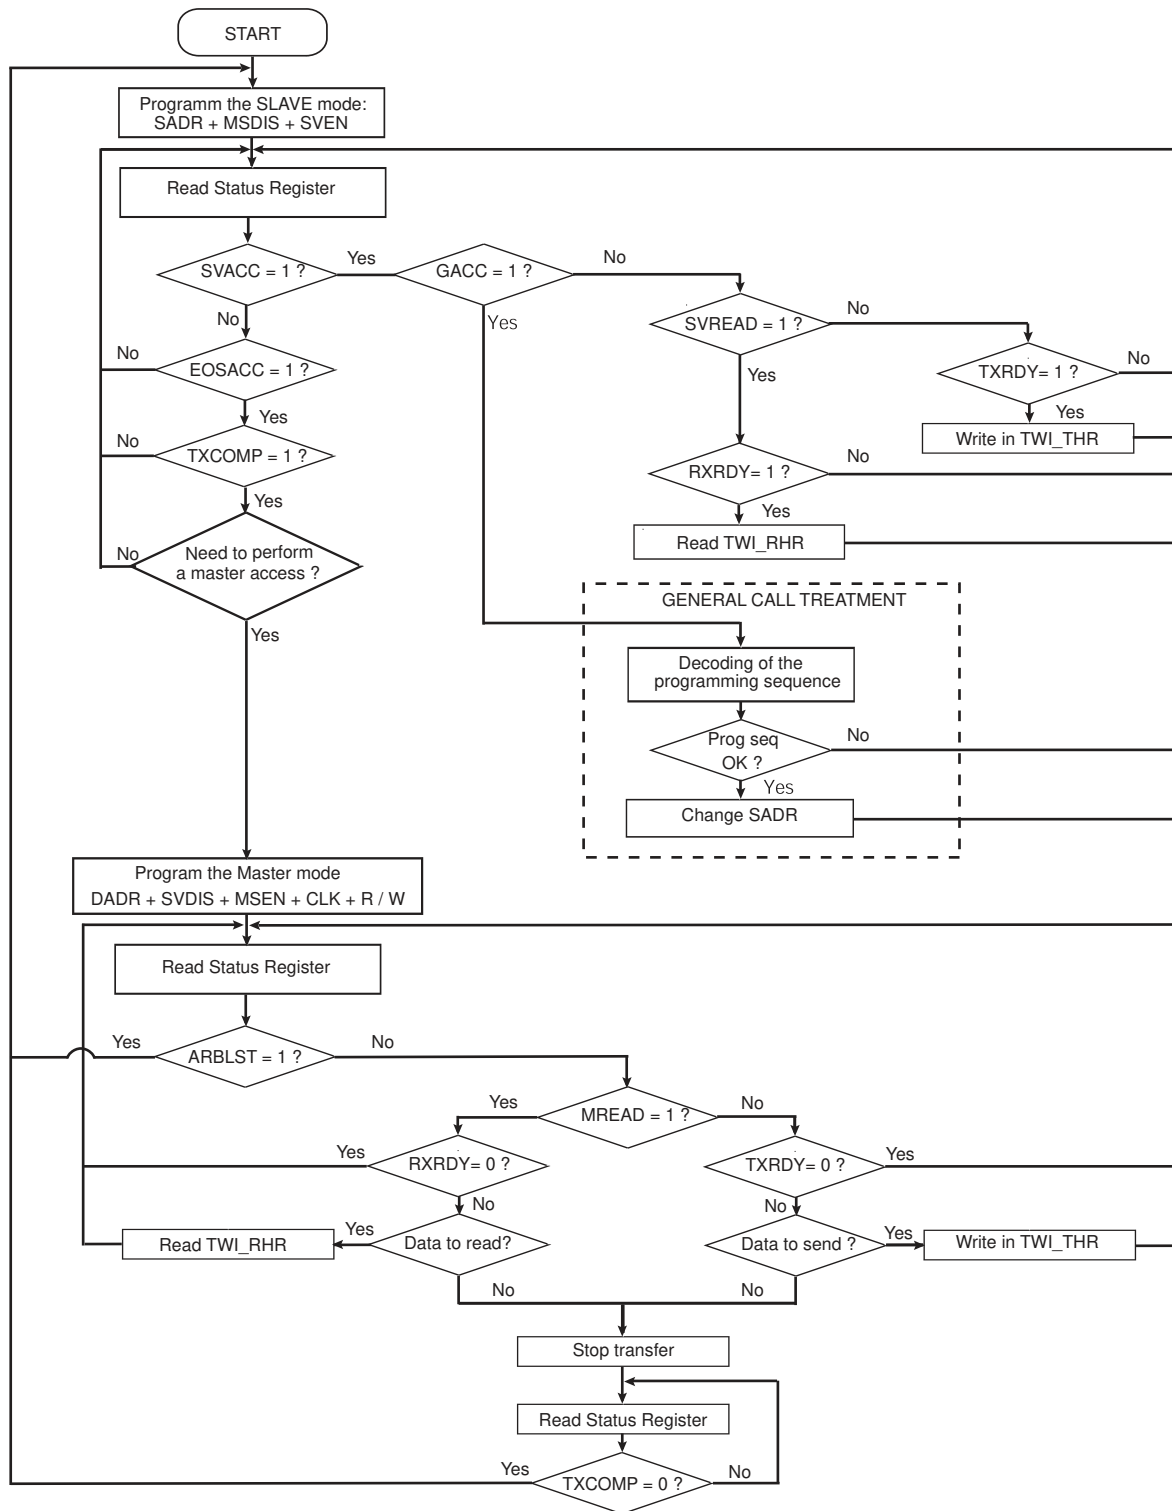 START
Programm the SLAVE mode:
SADR + MSDIS + SVEN
Read Status Register
SVACC = 1 ?
Yes
GACC = 1 ?
No
No
Yes
SVREAD = 1 ?
No
No
EOSACC = 1 ?
Yes
TXRDY= 1 ?
No
Yes
Yes
Write in TWI_THR
No
TXCOMP = 1 ?
RXRDY= 1 ?
No
Yes
Yes
Read TWI_RHR
No
Need to perform
a master access ?
Yes
GENERAL CALL TREATMENT
Decoding of the
programming sequence
Prog seq
OK ?
No
Yes
Change SADR
Program the Master mode
DADR + SVDIS + MSEN + CLK + R / W
Read Status Register
Yes
ARBLST = 1 ?
No
Yes
MREAD = 1 ?
No
Yes
RXRDY= 0 ?
TXRDY= 0 ?
Yes
No
No
Read TWI_RHR
Yes
Data to read?
Data to send ?
Yes
Write in TWI_THR
No
No
Stop transfer
Read Status Register
Yes
TXCOMP = 0 ?
No